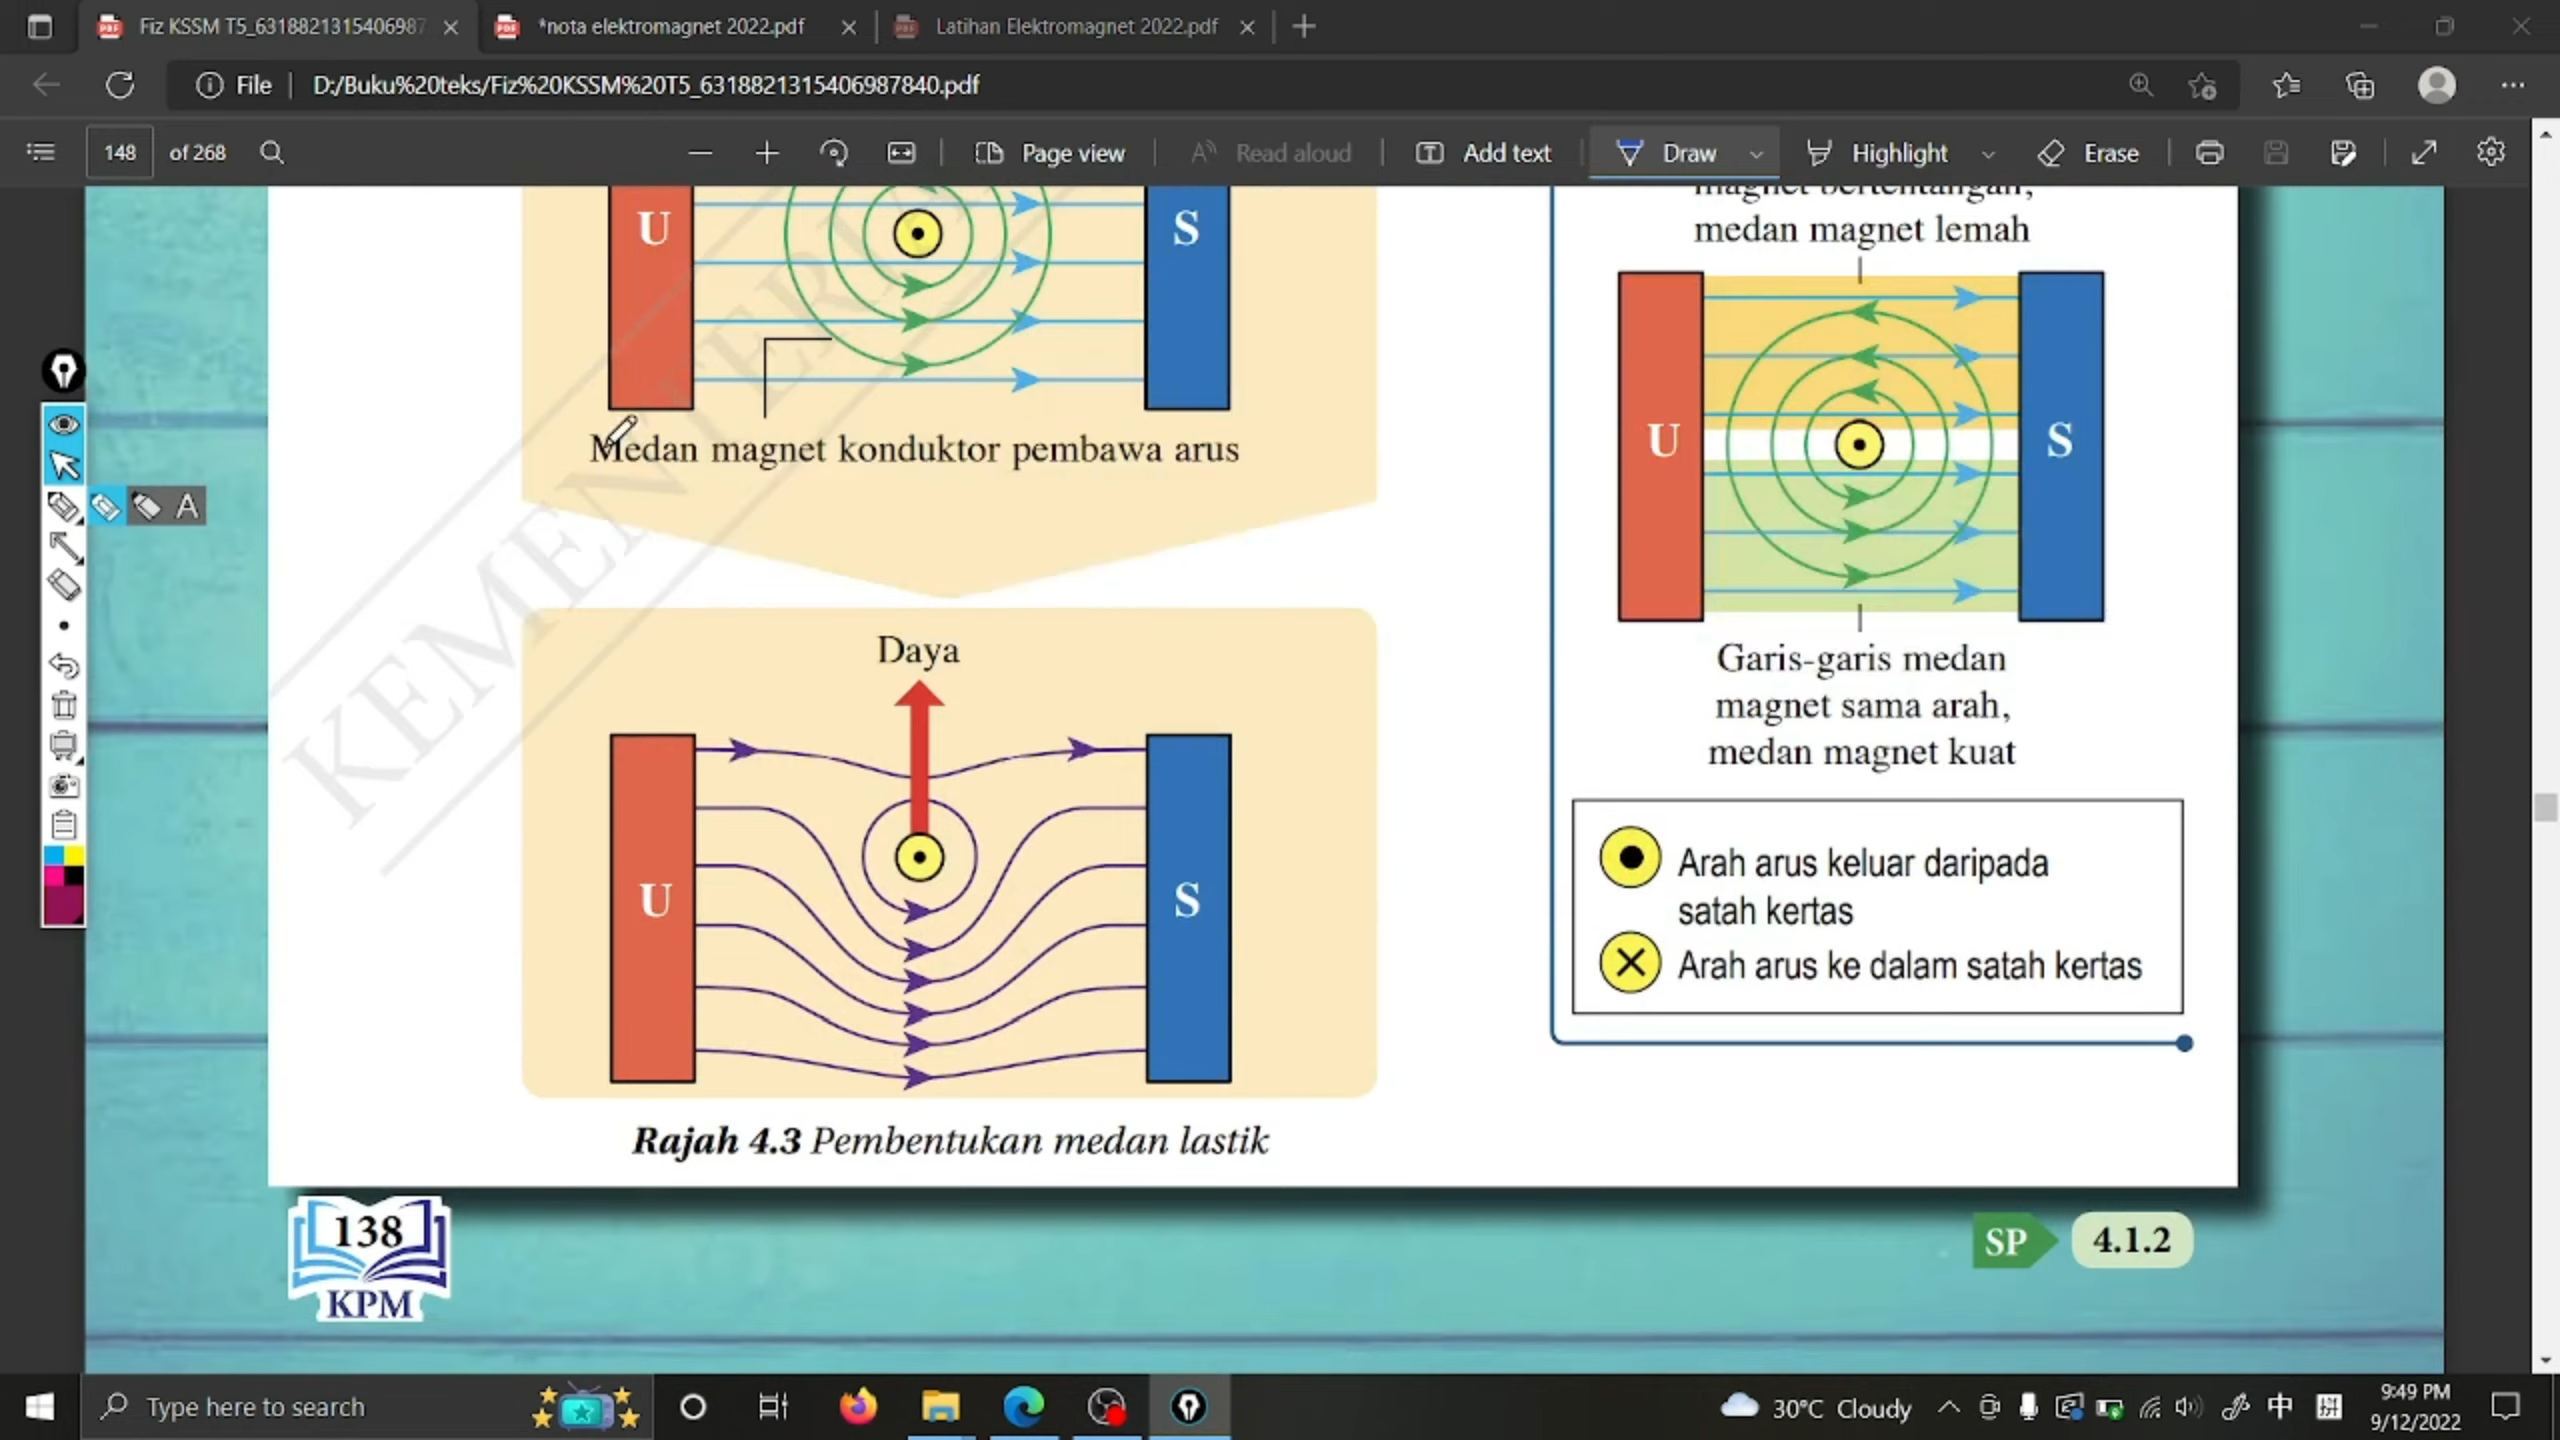 Fiz KSSM T5_6318821315406987
*nota elektromagnet 2022.pdf
Latihan Elektromagnet 2022.pdf
File
D:/Buku%20teks/Fiz%20KSSM%20T5_6318821315406987840.pdf
148 of 268
Page view
Read aloud
Add text
Draw
Highlight
Erase
U
S
Medan magnet konduktor pembawa arus
Daya
U
S
Rajah 4.3 Pembentukan medan lastik
magnet bertentangan,
medan magnet lemah
U
S
Garis-garis medan
magnet sama arah,
medan magnet kuat
Arah arus keluar daripada
satah kertas
Arah arus ke dalam satah kertas
A
138
KPM
SP 4.1.2
Type here to search
30°C Cloudy
中
9:49 PM
9/12/2022